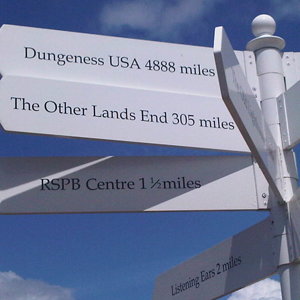 Dungeness USA 4888 miles
The Other Lands End 305 miles
RSPB Centre 1 ½ miles
Listening Ears 2 miles